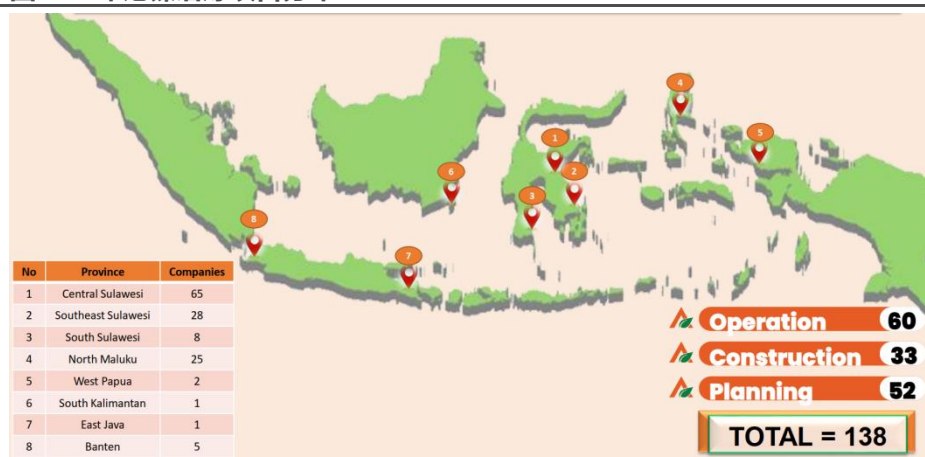 No Province Companies
1 Central Sulawesi 65
2 Southeast Sulawesi 28
3 South Sulawesi 8
4 North Maluku 25
5 West Papua 2
6 South Kalimantan 1
7 East Java 1
8 Banten 5
1
2
3
4
5
6
7
8
Operation 60
Construction 33
Planning 52
TOTAL = 138